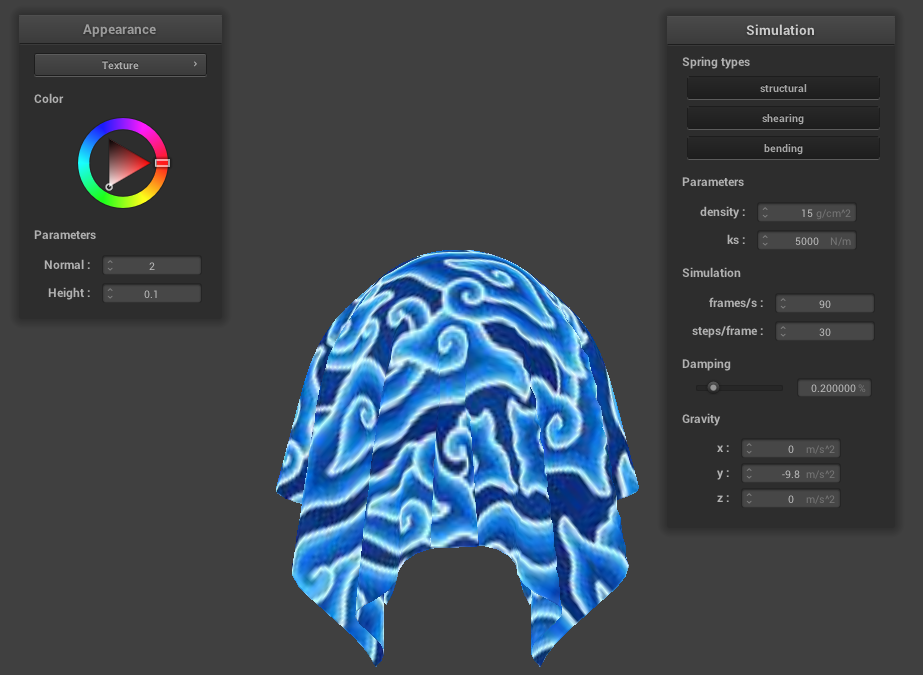 Appearance
Texture
Color
Parameters
Normal : 2
Height : 0.1
Simulation
Spring types
structural
shearing
bending
Parameters
density : 15 g/cm^2
ks : 5000 N/m
Simulation
frames/s : 90
steps/frame : 30
Damping
0.200000 %
Gravity
x : 0 m/s^2
y : -9.8 m/s^2
z : 0 m/s^2